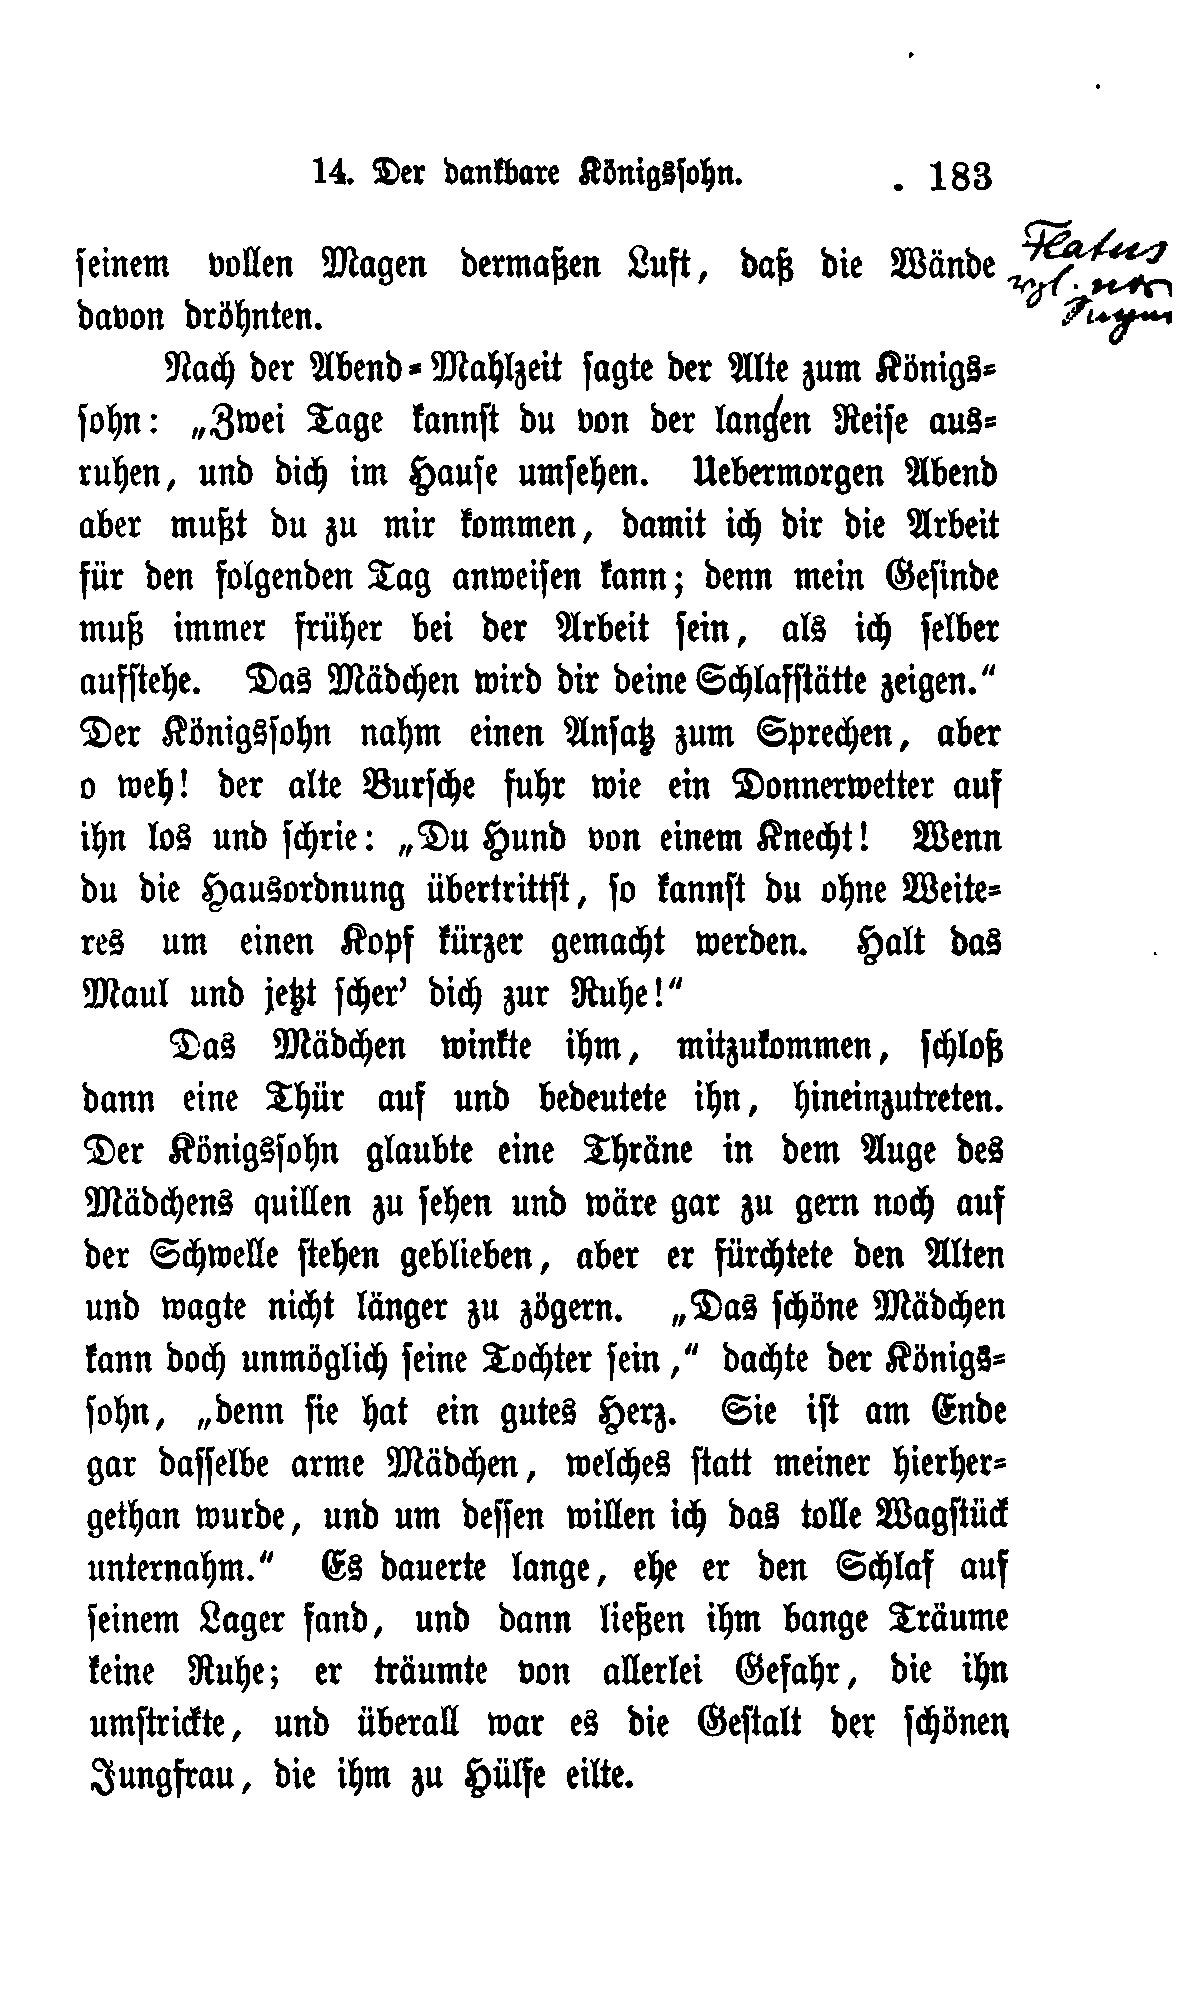 14. Der dankbare Königssohn. . 183
seinem vollen Magen dermaßen Luft, daß die Wände
Flatus
vgl.
davon dröhnten.
Nach der Abend-Mahlzeit sagte der Alte zum Königs-
sohn: „Zwei Tage kannst du von der langen Reise aus-
ruhen, und dich im Hause umsehen. Uebermorgen Abend
aber mußt du zu mir kommen, damit ich dir die Arbeit
für den folgenden Tag anweisen kann; denn mein Gesinde
muß immer früher bei der Arbeit sein, als ich selber
aufstehe. Das Mädchen wird dir deine Schlafstätte zeigen.“
Der Königssohn nahm einen Ansatz zum Sprechen, aber
o weh! der alte Bursche fuhr wie ein Donnerwetter auf
ihn los und schrie: „Du Hund von einem Knecht! Wenn
du die Hausordnung übertrittst, so kannst du ohne Weite-
res um einen Kopf kürzer gemacht werden. Halt das
Maul und jetzt scher’ dich zur Ruhe!“
Das Mädchen winkte ihm, mitzukommen, schloß
dann eine Thür auf und bedeutete ihn, hineinzutreten.
Der Königssohn glaubte eine Thräne in dem Auge des
Mädchens quillen zu sehen und wäre gar zu gern noch auf
der Schwelle stehen geblieben, aber er fürchtete den Alten
und wagte nicht länger zu zögern. „Das schöne Mädchen
kann doch unmöglich seine Tochter sein,“ dachte der Königs-
sohn, „denn sie hat ein gutes Herz. Sie ist am Ende
gar dasselbe arme Mädchen, welches statt meiner hierher-
gethan wurde, und um dessen willen ich das tolle Wagstück
unternahm.“ Es dauerte lange, ehe er den Schlaf auf
seinem Lager fand, und dann ließen ihm bange Träume
keine Ruhe; er träumte von allerlei Gefahr, die ihn
umstrickte, und überall war es die Gestalt der schönen
Jungfrau, die ihm zu Hülfe eilte.